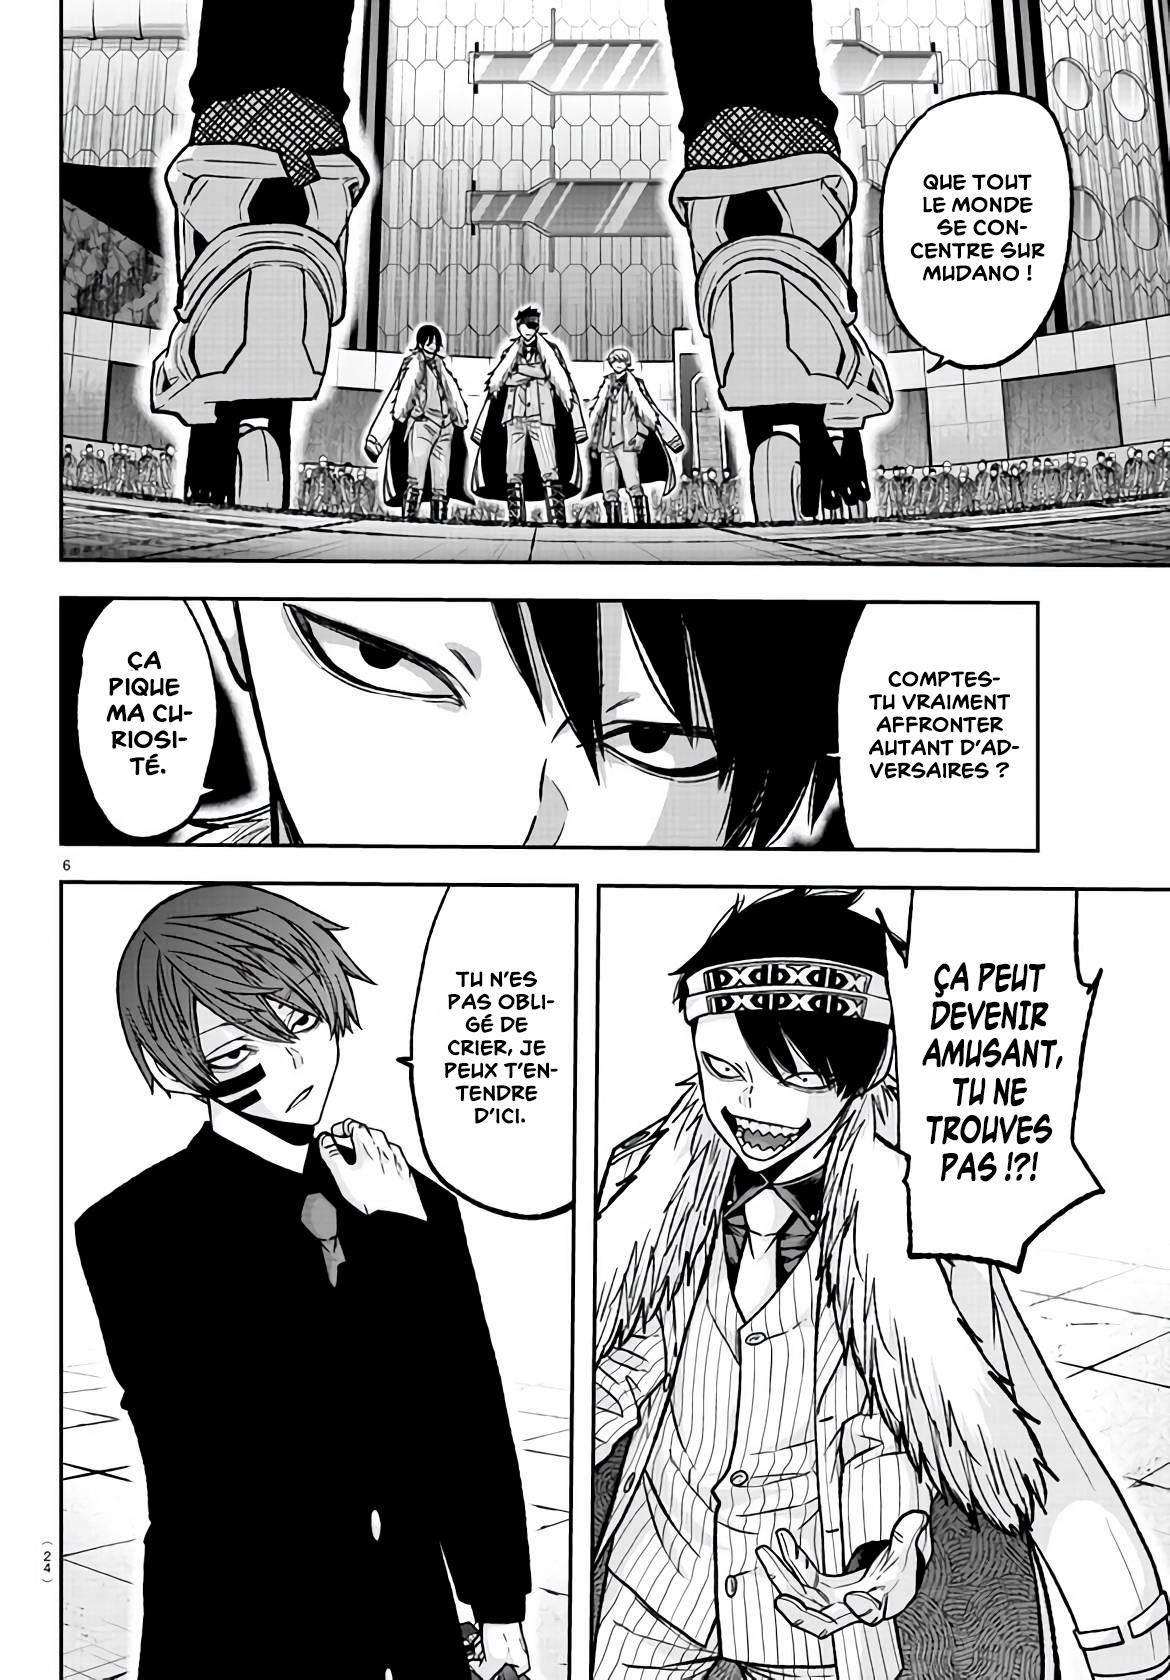 QUE TOUT
LE MONDE
SE CON-
CENTRE SUR
MUDANO !
COMPTES-
TU VRAIMENT
AFFRONTER
AUTANT D'AD-
VERSAIRES ?
ÇA
PIQUE
MA CU-
RIOSI-
TÉ.
6
ÇA PEUT
DEVENIR
AMUSANT,
TU NE
TROUVES
PAS !?!
TU N'ES
PAS OBLI-
GÉ DE
CRIER, JE
PEUX T'EN-
TENDRE
D'ICI.
(24)